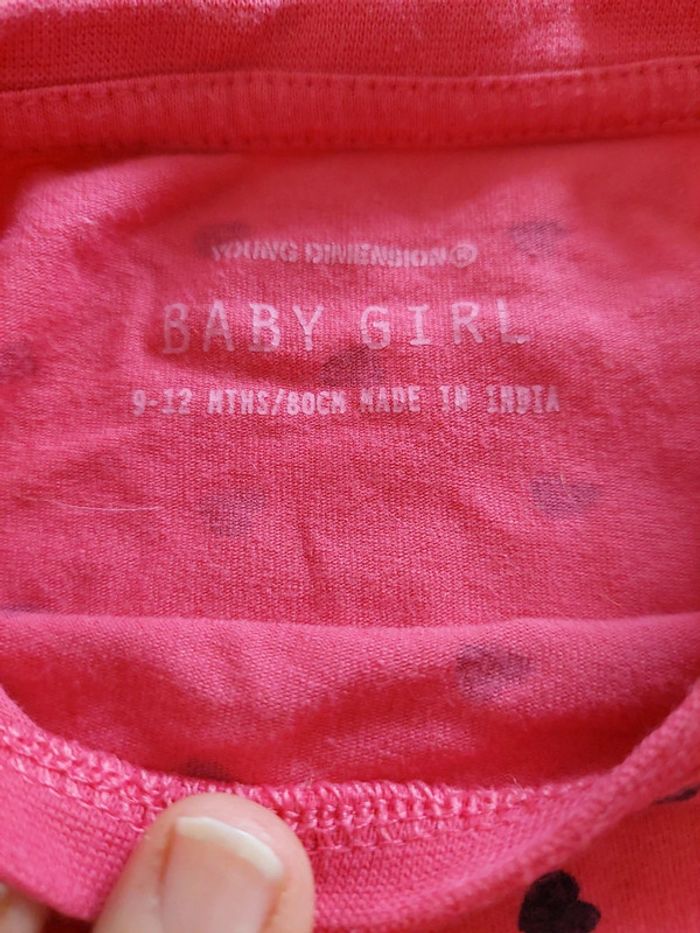 YOUNG DIMENSION®
BABY GIRL
9-12 MTHS/80CM MADE IN INDIA